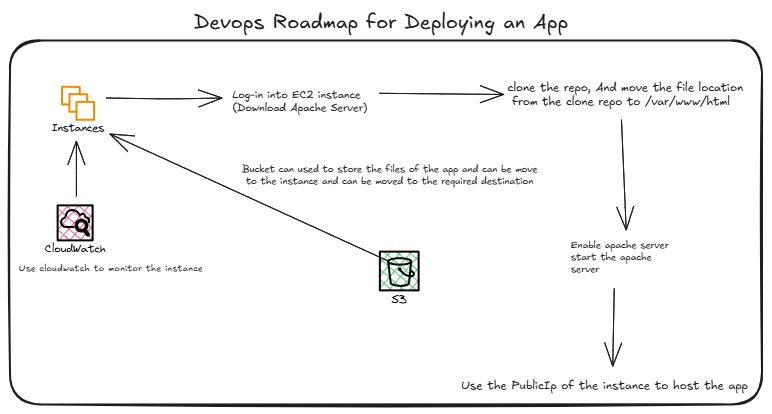 Devops Roadmap for Deploying an App
Instances
Log-in into EC2 instance
(Download Apache Server)
clone the repo, And move the file location
from the clone repo to /var/www/html
Bucket can used to store the files of the app and can be move
to the instance and can be moved to the required destination
CloudWatch
Use cloudwatch to monitor the instance
S3
Enable apache server
start the apache
server
Use the PublicIp of the instance to host the app